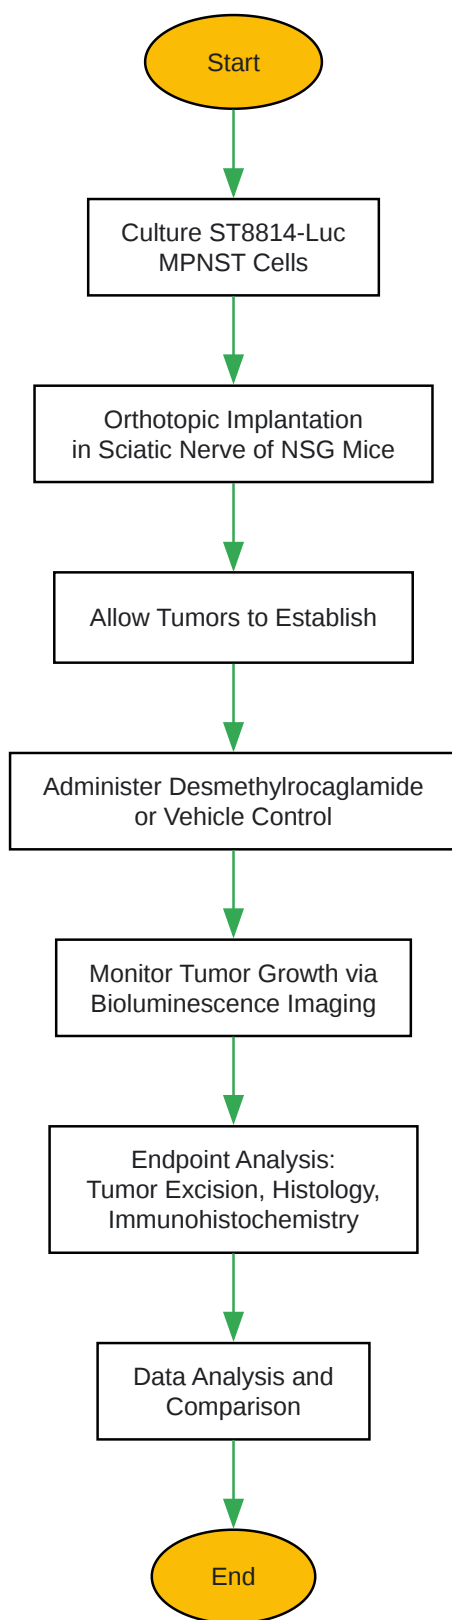 Start
Culture ST8814-Luc
MPNST Cells
Orthotopic Implantation
in Sciatic Nerve of NSG Mice
Allow Tumors to Establish
Administer Desmethylrocaglamide
or Vehicle Control
Monitor Tumor Growth via
Bioluminescence Imaging
Endpoint Analysis:
Tumor Excision, Histology,
Immunohistochemistry
Data Analysis and
Comparison
End